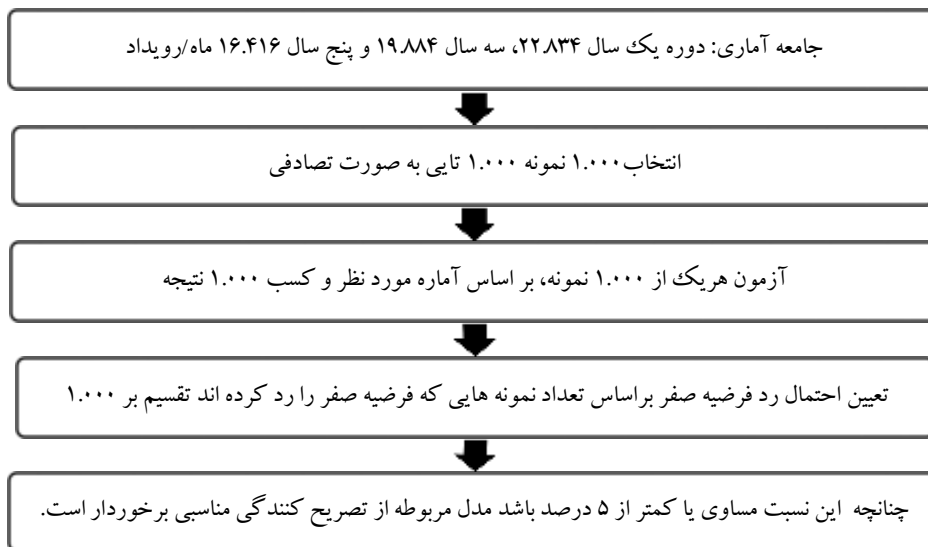 جامعه آماری: دوره یک سال ۲۲.۸۳۴، سه سال ۱۹.۸۸۴ و پنج سال ۱۶.۴۱۶ ماه/رویداد
انتخاب ۱.۰۰۰ نمونه ۱.۰۰۰ تایی به صورت تصادفی
آزمون هریک از ۱.۰۰۰ نمونه، بر اساس آماره مورد نظر و کسب ۱.۰۰۰ نتیجه
تعیین احتمال رد فرضیه صفر براساس تعداد نمونه هایی که فرضیه صفر را رد کرده اند تقسیم بر ۱.۰۰۰
چنانچه این نسبت مساوی یا کمتر از ۵ درصد باشد مدل مربوطه از تصریح کنندگی مناسبی برخوردار است.